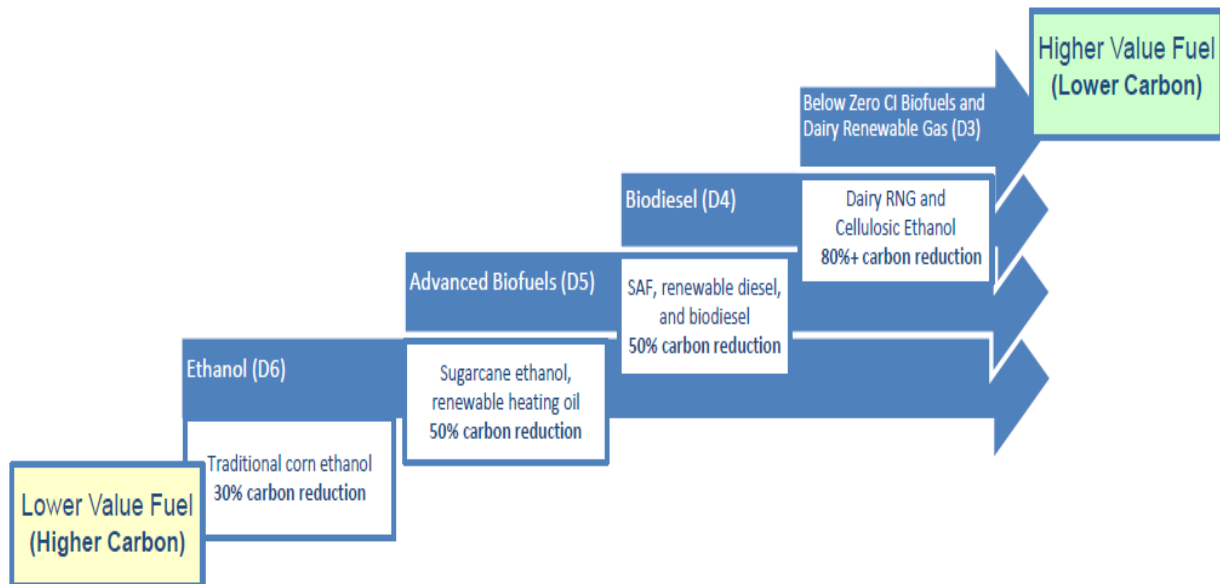 Higher Value Fuel
(Lower Carbon)
Below Zero CI Biofuels and
Dairy Renewable Gas (D3)
Dairy RNG and
Cellulosic Ethanol
80%+ carbon reduction
Biodiesel (D4)
SAF, renewable diesel,
and biodiesel
50% carbon reduction
Advanced Biofuels (D5)
Sugarcane ethanol,
renewable heating oil
50% carbon reduction
Ethanol (D6)
Traditional corn ethanol
30% carbon reduction
Lower Value Fuel
(Higher Carbon)